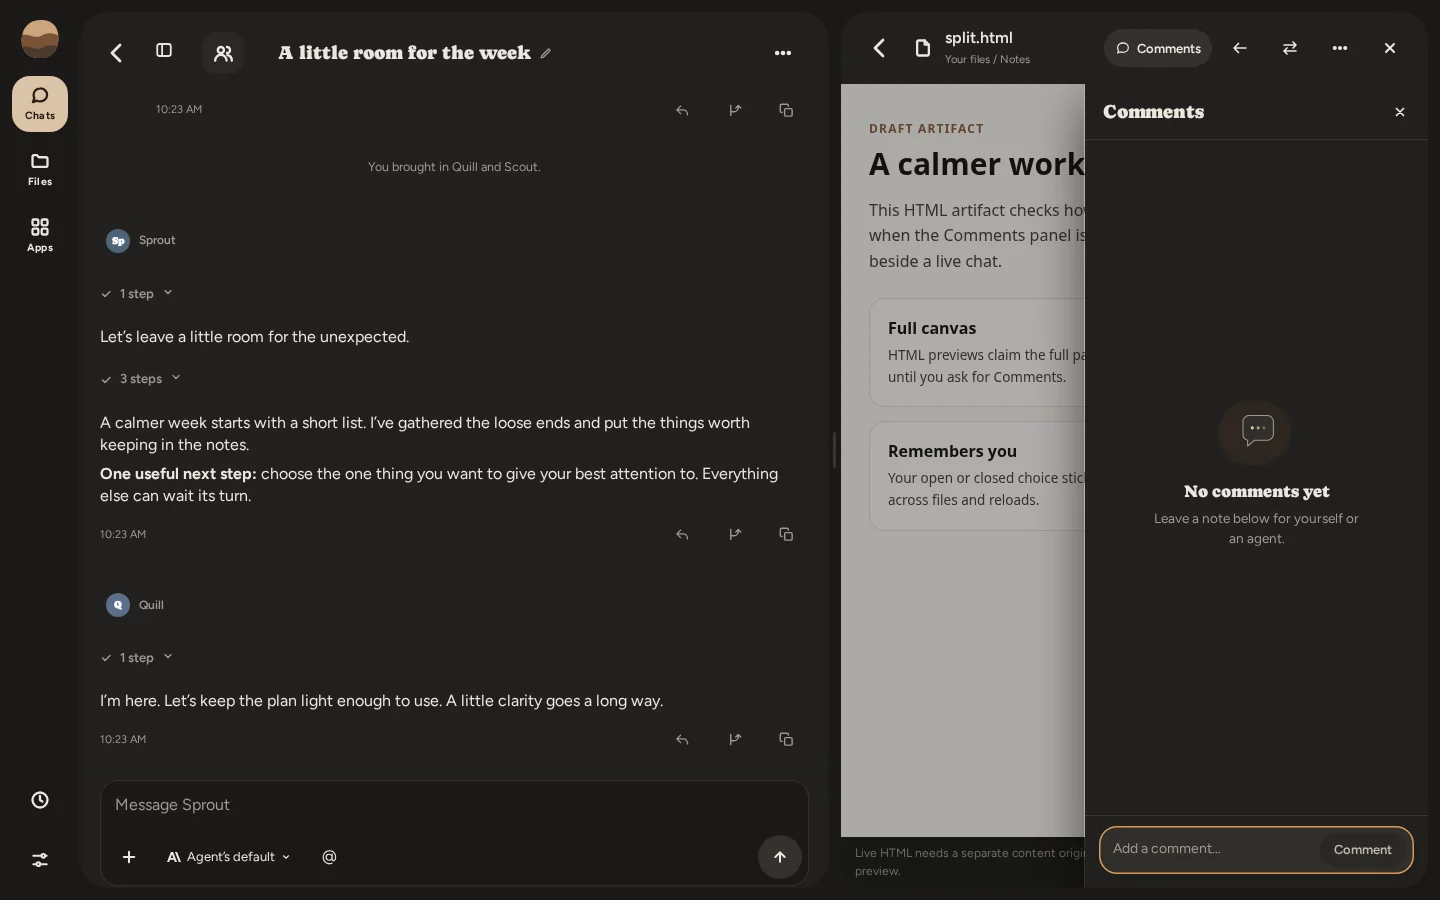 Chats
Files
Apps
A little room for the week
10:23 AM
You brought in Quill and Scout.
Sp
Sprout
1 step
Let's leave a little room for the unexpected.
3 steps
A calmer week starts with a short list. I've gathered the loose ends and put the things worth
keeping in the notes.
One useful next step: choose the one thing you want to give your best attention to. Everything
else can wait its turn.
10:23 AM
Q
Quill
1 step
I'm here. Let's keep the plan light enough to use. A little clarity goes a long way.
10:23 AM
Message Sprout
A\ Agent's default
@
split.html
Your files / Notes
Comments
DRAFT ARTIFACT
A calmer work
This HTML artifact checks how
when the Comments panel is
beside a live chat.
Full canvas
HTML previews claim the full
until you ask for Comments.
Remembers you
Your open or closed choice
across files and reloads.
Live HTML needs a separate content
preview.
Comments
No comments yet
Leave a note below for yourself or
an agent.
Add a comment...
Comment